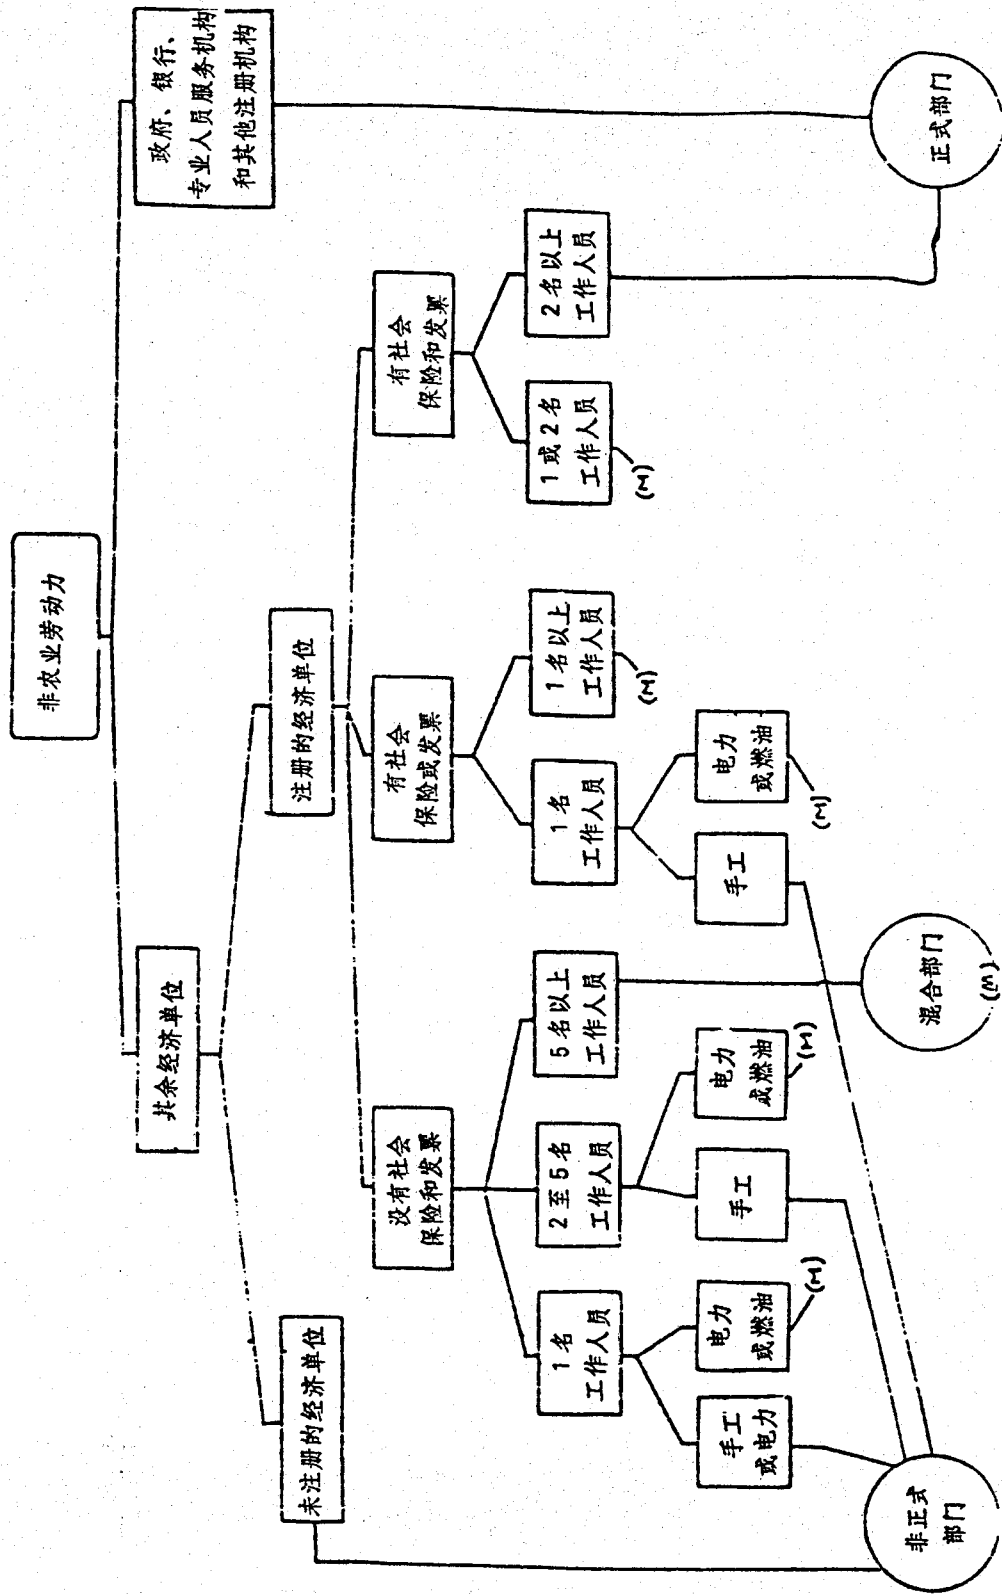 非农业劳动力
其余经济单位
政府、银行、
专业人员服务机构
和其他注册机构
未注册的经济单位
注册的经济单位
没有社会
保险和发票
有社会
保险或发票
有社会
保险和发票
1名
工作人员
2至5名
工作人员
5名以上
工作人员
1名
工作人员
1名以上
工作人员
(M)
1或2名
工作人员
(M)
2名以上
工作人员
手工
或电力
电力
或燃油
(M)
手工
电力
或燃油
(M)
手工
电力
或燃油
(M)
非正式
部门
混合部门
(M)
正式部门